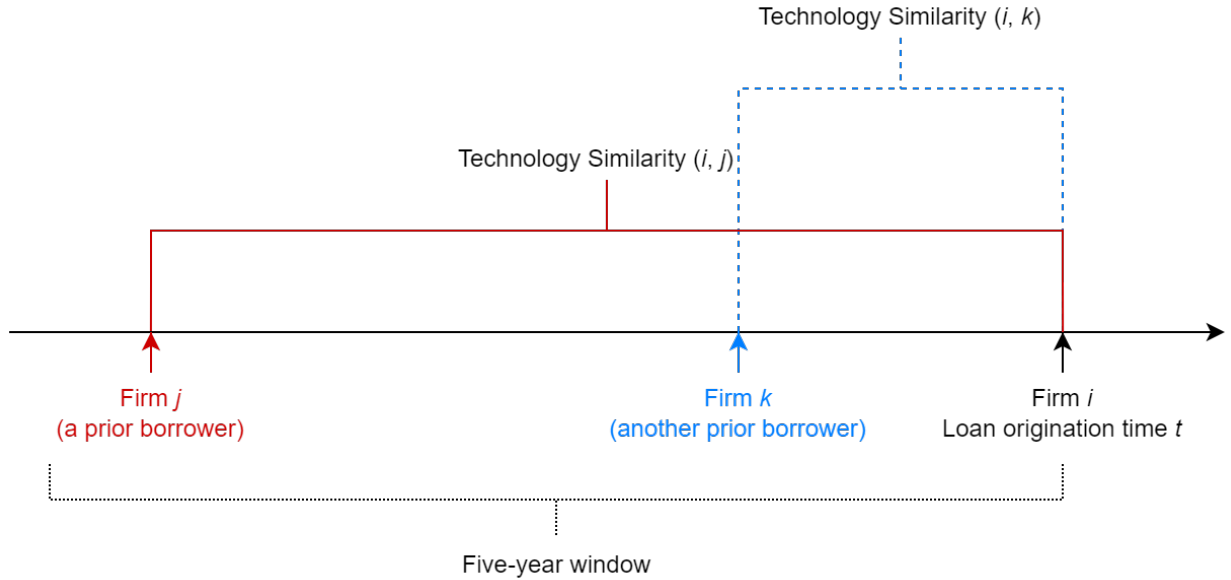 Technology Similarity (i, k)
Technology Similarity (i, j)
Firm j
(a prior borrower)
Firm k
(another prior borrower)
Firm i
Loan origination time t
Five-year window